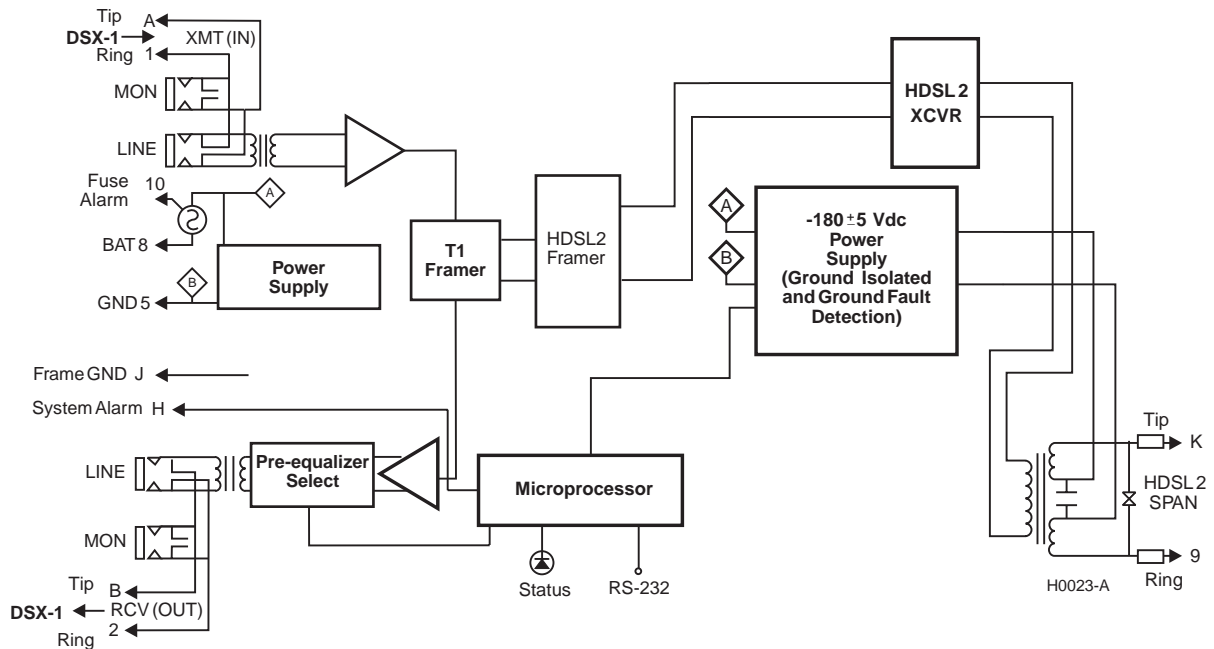 Tip A
DSX-1 XMT (IN)
Ring 1
MON
LINE
Fuse 10
Alarm
A
BAT 8
B
GND 5
Power
Supply
T1
Framer
HDSL2
Framer
HDSL 2
XCVR
A
B
-180 ±5 Vdc
Power
Supply
(Ground Isolated
and Ground Fault
Detection)
Frame GND J
System Alarm H
LINE
Pre-equalizer
Select
Microprocessor
MON
Tip B
DSX-1 RCV (OUT)
Ring 2
Status
RS-232
Tip
K
HDSL 2
SPAN
9
Ring
H0023-A